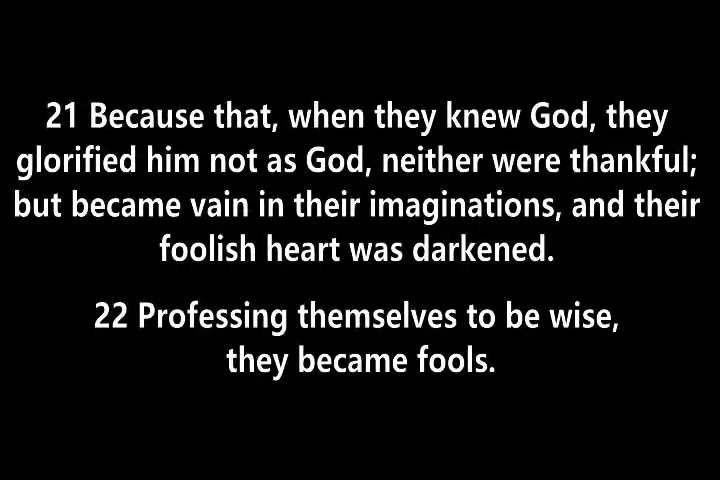 21 Because that, when they knew God, they
glorified him not as God, neither were thankful;
but became vain in their imaginations, and their
foolish heart was darkened.
22 Professing themselves to be wise,
they became fools.